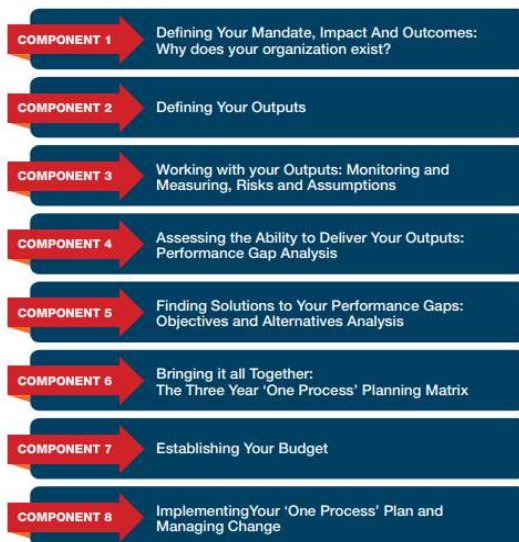 COMPONENT 1
Defining Your Mandate, Impact And Outcomes:
Why does your organization exist?
COMPONENT 2
Defining Your Outputs
COMPONENT 3
Working with your Outputs: Monitoring and
Measuring, Risks and Assumptions
COMPONENT 4
Assessing the Ability to Deliver Your Outputs:
Performance Gap Analysis
COMPONENT 5
Finding Solutions to Your Performance Gaps:
Objectives and Alternatives Analysis
COMPONENT 6
Bringing it all Together:
The Three Year ‘One Process’ Planning Matrix
COMPONENT 7
Establishing Your Budget
COMPONENT 8
ImplementingYour ‘One Process’ Plan and
Managing Change